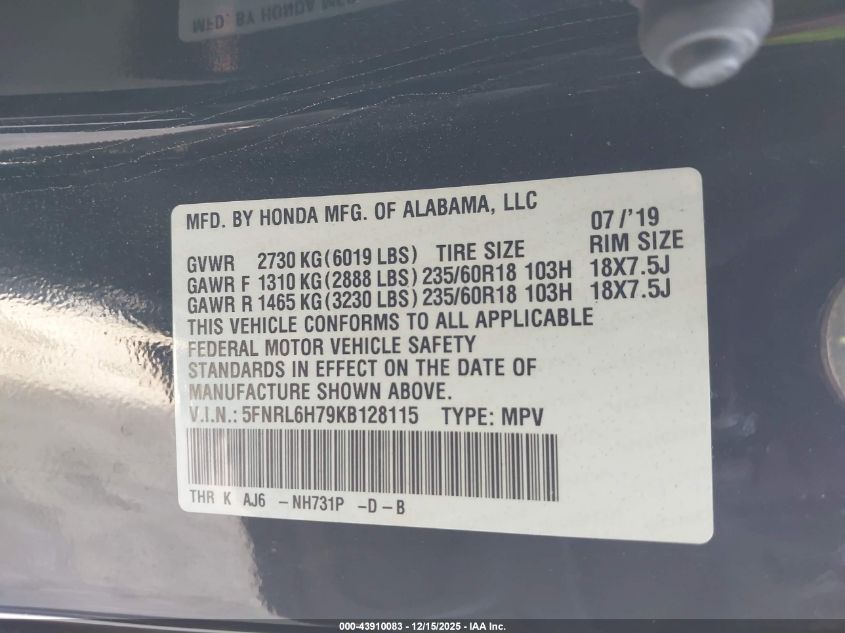 MFD. BY HONDA M
MFD. BY HONDA MFG. OF ALABAMA, LLC 07/'19
GVWR 2730 KG(6019 LBS) TIRE SIZE RIM SIZE
GAWR F 1310 KG(2888 LBS) 235/60R18 103H 18X7.5J
GAWR R 1465 KG(3230 LBS) 235/60R18 103H 18X7.5J
THIS VEHICLE CONFORMS TO ALL APPLICABLE
FEDERAL MOTOR VEHICLE SAFETY
STANDARDS IN EFFECT ON THE DATE OF
MANUFACTURE SHOWN ABOVE.
V.I.N.: 5FNRL6H79KB128115 TYPE: MPV
THR K AJ6 -NH731P -D-B
000-43910083 - 12/15/2025 - IAA Inc.